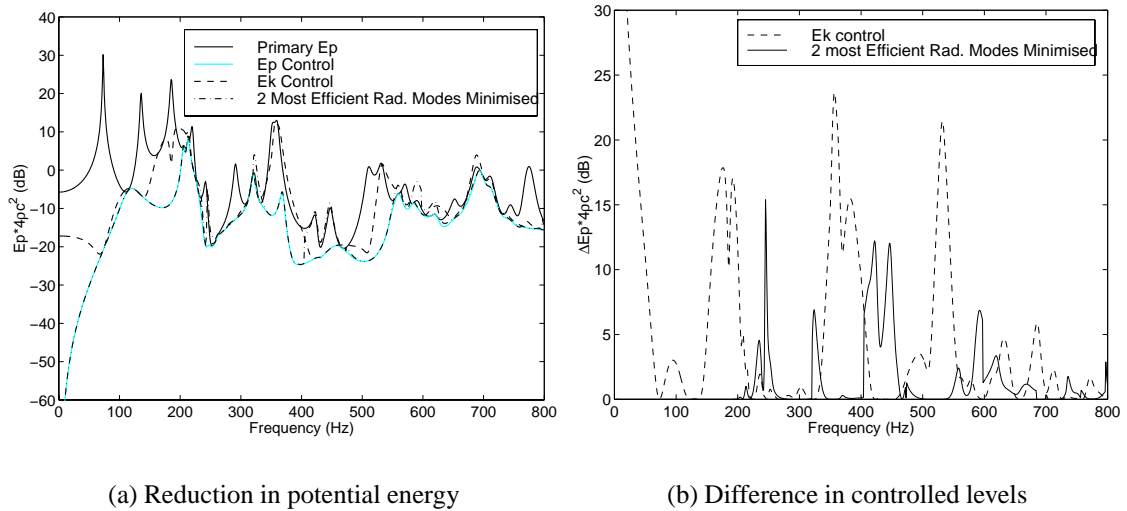 40
30
20
10
0
−10
−20
−30
−40
−50
−60
Ep*4ρc² (dB)
Primary Ep
Ep Control
Ek Control
2 Most Efficient Rad. Modes Minimised
0 100 200 300 400 500 600 700 800
Frequency (Hz)
(a) Reduction in potential energy
30
25
20
15
10
5
0
ΔEp*4ρc² (dB)
Ek control
2 most Efficient Rad. Modes Minimised
0 100 200 300 400 500 600 700 800
Frequency (Hz)
(b) Difference in controlled levels